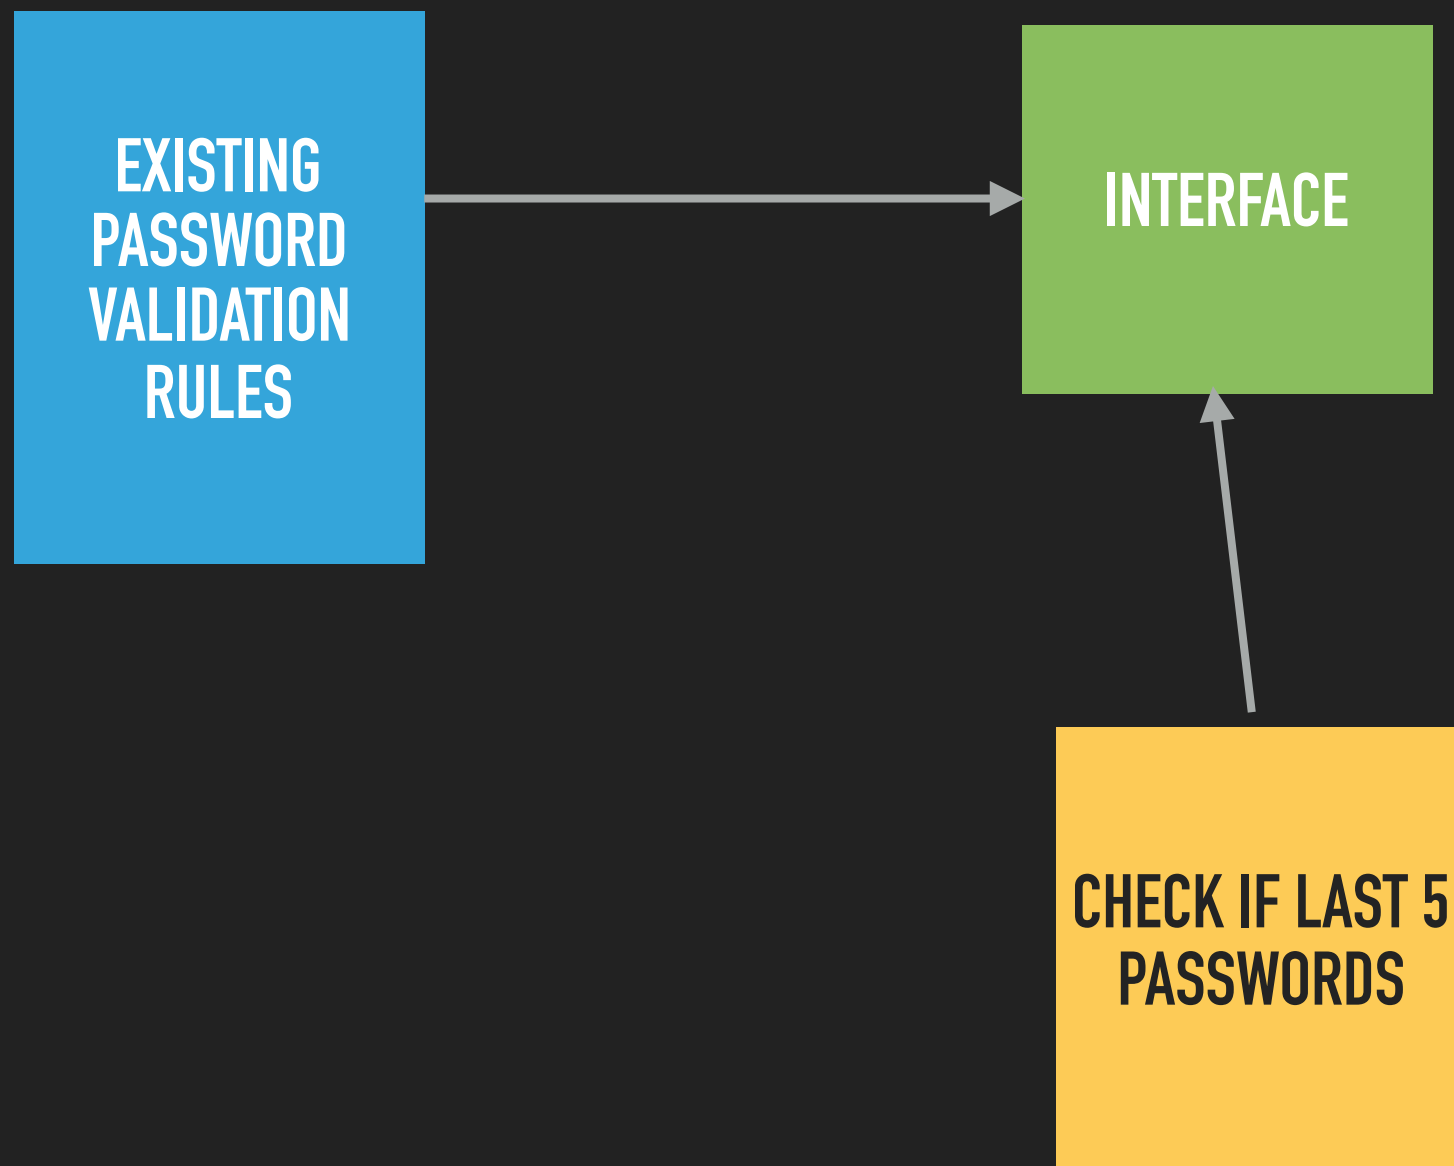 EXISTING
PASSWORD
VALIDATION
RULES
INTERFACE
CHECK IF LAST 5
PASSWORDS